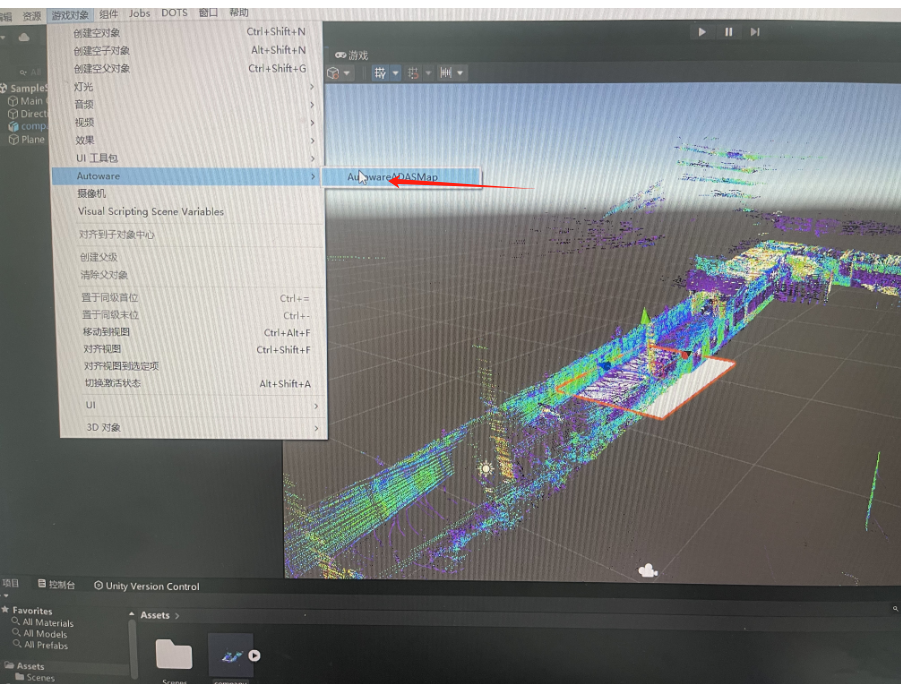 编辑 资源 游戏对象 组件 Jobs DOTS 窗口 帮助
创建空对象 Ctrl+Shift+N
创建空子对象 Alt+Shift+N
创建空父对象 Ctrl+Shift+G
灯光
音频
视频
效果
UI 工具包
Autoware
AutowareADASMap
摄像机
Visual Scripting Scene Variables
对齐到子对象中心
创建父级
清除父对象
置于同级首位 Ctrl+=
置于同级末位 Ctrl+-
移动到视图 Ctrl+Alt+F
对齐视图 Ctrl+Shift+F
对齐视图到选定项
切换激活状态 Alt+Shift+A
UI
3D 对象
游戏
All
SampleS
Main
Direct
compa
Plane
项目 控制台 Unity Version Control
Favorites
All Materials
All Models
All Prefabs
Assets
Scenes
Assets
Scenes